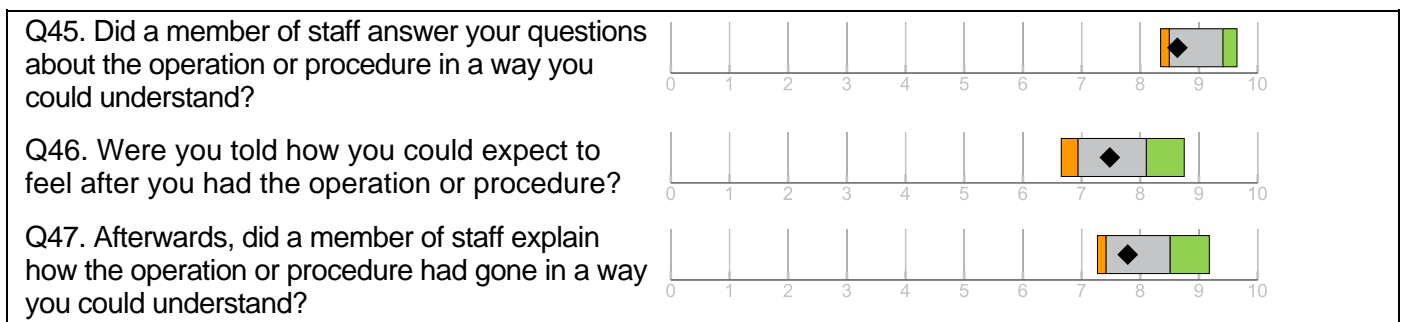 Q45. Did a member of staff answer your questions
about the operation or procedure in a way you
could understand?
0 1 2 3 4 5 6 7 8 9 10
Q46. Were you told how you could expect to
feel after you had the operation or procedure?
0 1 2 3 4 5 6 7 8 9 10
Q47. Afterwards, did a member of staff explain
how the operation or procedure had gone in a way
you could understand?
0 1 2 3 4 5 6 7 8 9 10